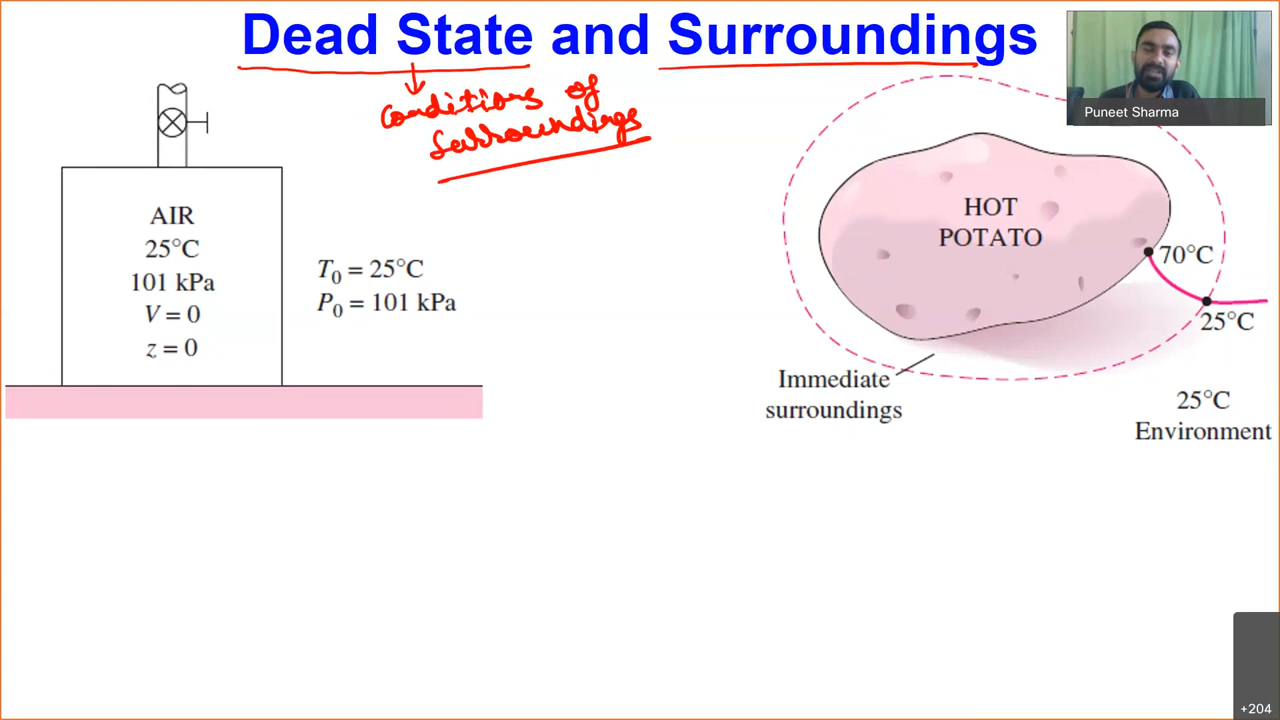 Dead State and Surroundings
Conditions of
Surroundings
Puneet Sharma
AIR
25°C
101 kPa
V = 0
z = 0
T₀ = 25°C
P₀ = 101 kPa
HOT
POTATO
70°C
25°C
Immediate
surroundings
25°C
Environment
+204